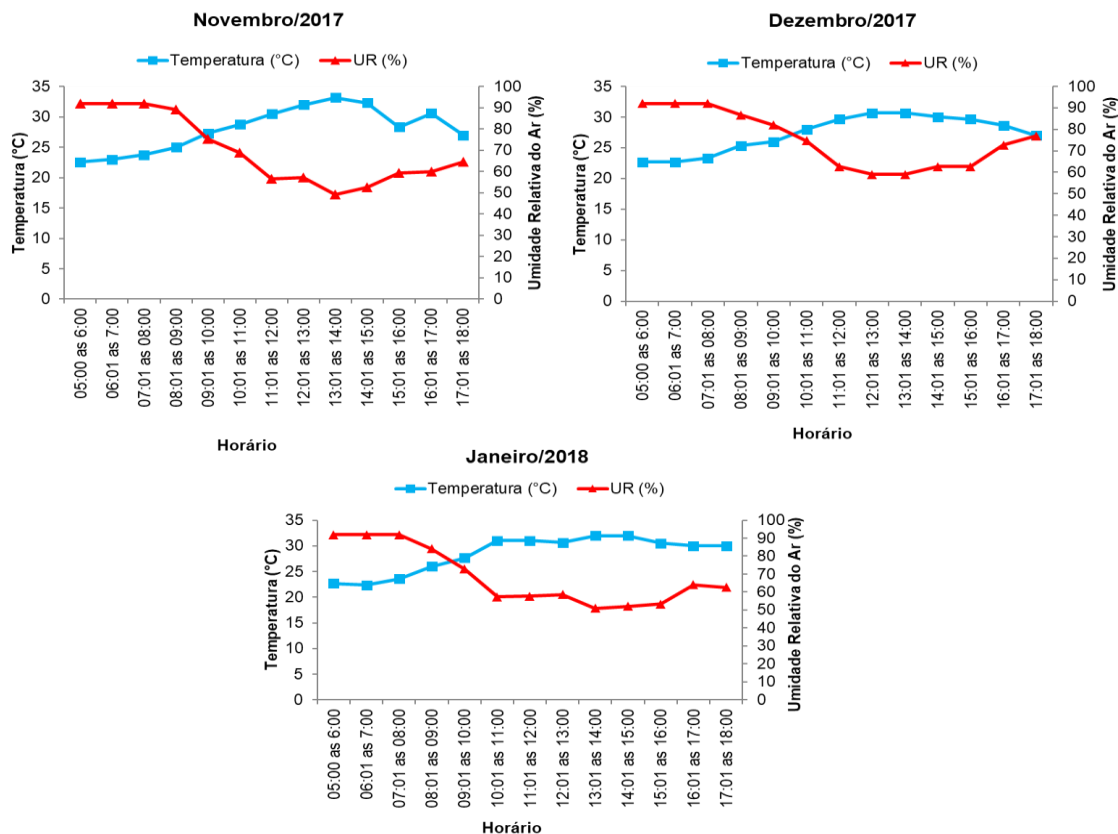 Novembro/2017
Temperatura (°C) UR (%)
Temperatura (°C)
35
30
25
20
15
10
5
0
100
90
80
70
60
50
40
30
20
10
0
Umidade Relativa do Ar (%)
05:00 as 6:00
06:01 as 7:00
07:01 as 08:00
08:01 as 09:00
09:01 as 10:00
10:01 as 11:00
11:01 as 12:00
12:01 as 13:00
13:01 as 14:00
14:01 as 15:00
15:01 as 16:00
16:01 as 17:00
17:01 as 18:00
Horário
Dezembro/2017
Temperatura (°C) UR (%)
Temperatura (°C)
35
30
25
20
15
10
5
0
100
90
80
70
60
50
40
30
20
10
0
Umidade Relativa do Ar (%)
05:00 as 6:00
06:01 as 7:00
07:01 as 08:00
08:01 as 09:00
09:01 as 10:00
10:01 as 11:00
11:01 as 12:00
12:01 as 13:00
13:01 as 14:00
14:01 as 15:00
15:01 as 16:00
16:01 as 17:00
17:01 as 18:00
Horário
Janeiro/2018
Temperatura (°C) UR (%)
Temperatura (°C)
35
30
25
20
15
10
5
0
100
90
80
70
60
50
40
30
20
10
0
Umidade Relativa do Ar (%)
05:00 as 6:00
06:01 as 7:00
07:01 as 08:00
08:01 as 09:00
09:01 as 10:00
10:01 as 11:00
11:01 as 12:00
12:01 as 13:00
13:01 as 14:00
14:01 as 15:00
15:01 as 16:00
16:01 as 17:00
17:01 as 18:00
Horário